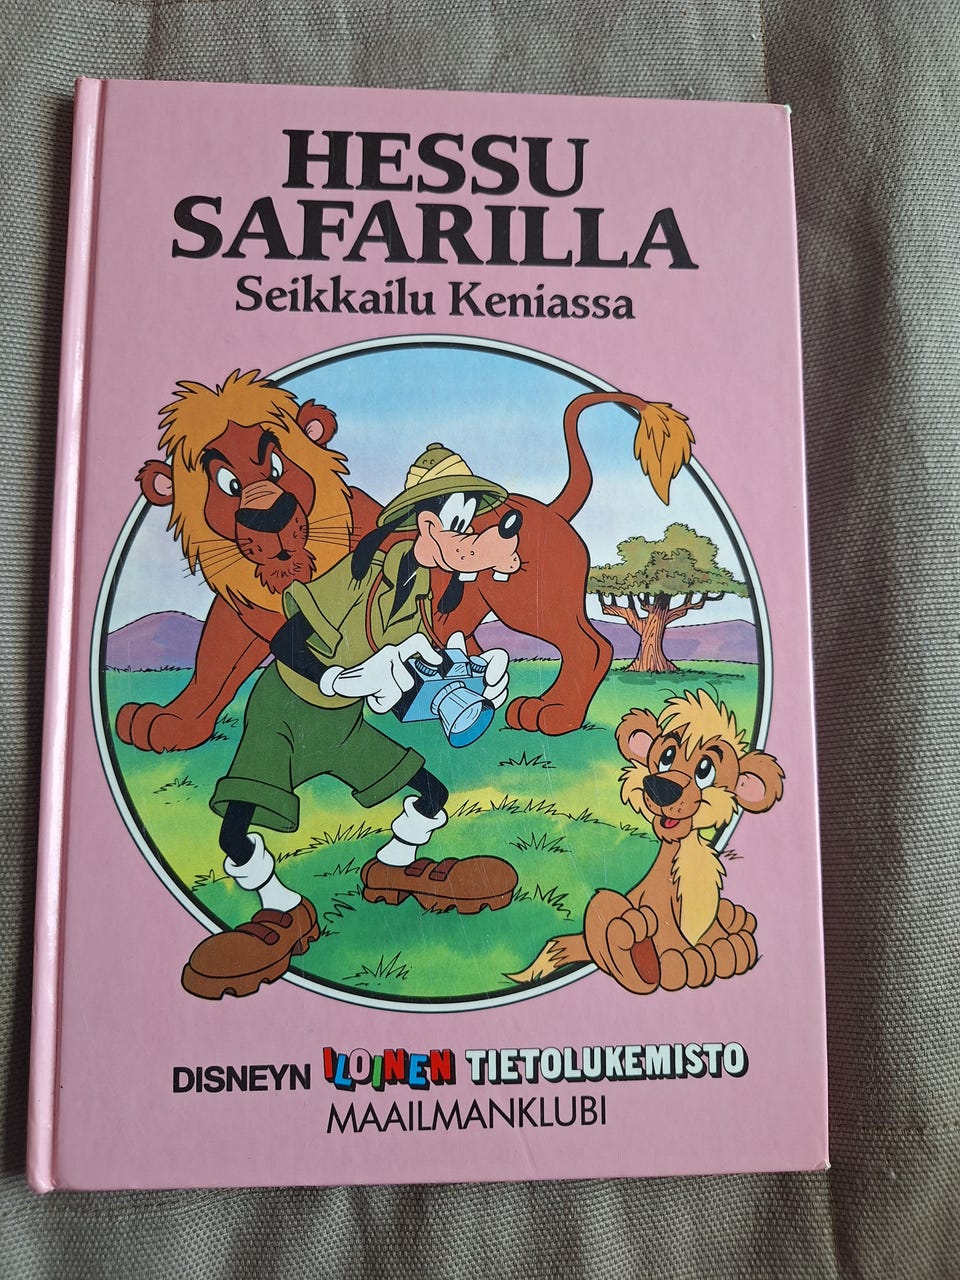 HESSU
SAFARILLA
Seikkailu Keniassa
DISNEYN ILOINEN TIETOLUKEMISTO
MAAILMANKLUBI